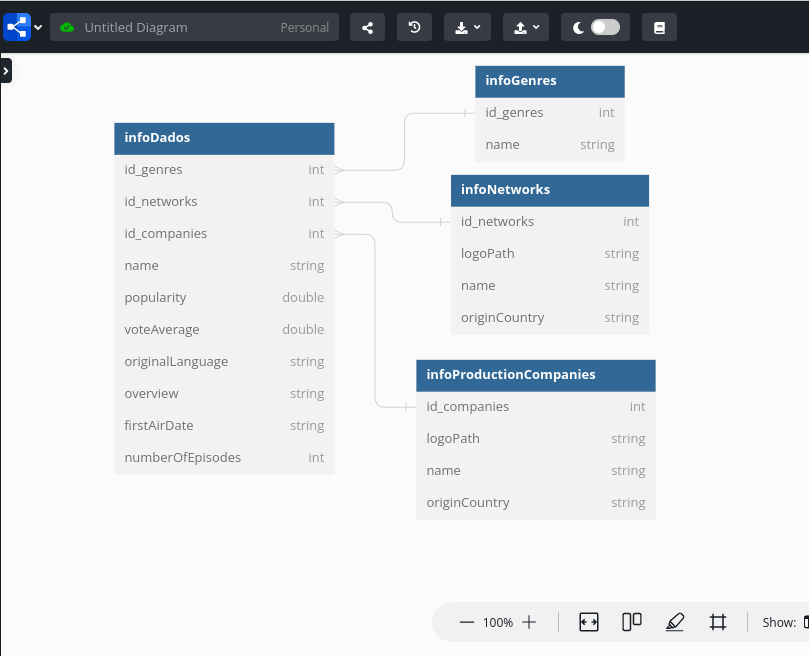 Untitled Diagram Personal
infoGenres
id_genres int
name string
infoDados
id_genres int
id_networks int
id_companies int
name string
popularity double
voteAverage double
originalLanguage string
overview string
firstAirDate string
numberOfEpisodes int
infoNetworks
id_networks int
logoPath string
name string
originCountry string
infoProductionCompanies
id_companies int
logoPath string
name string
originCountry string
100% Show: